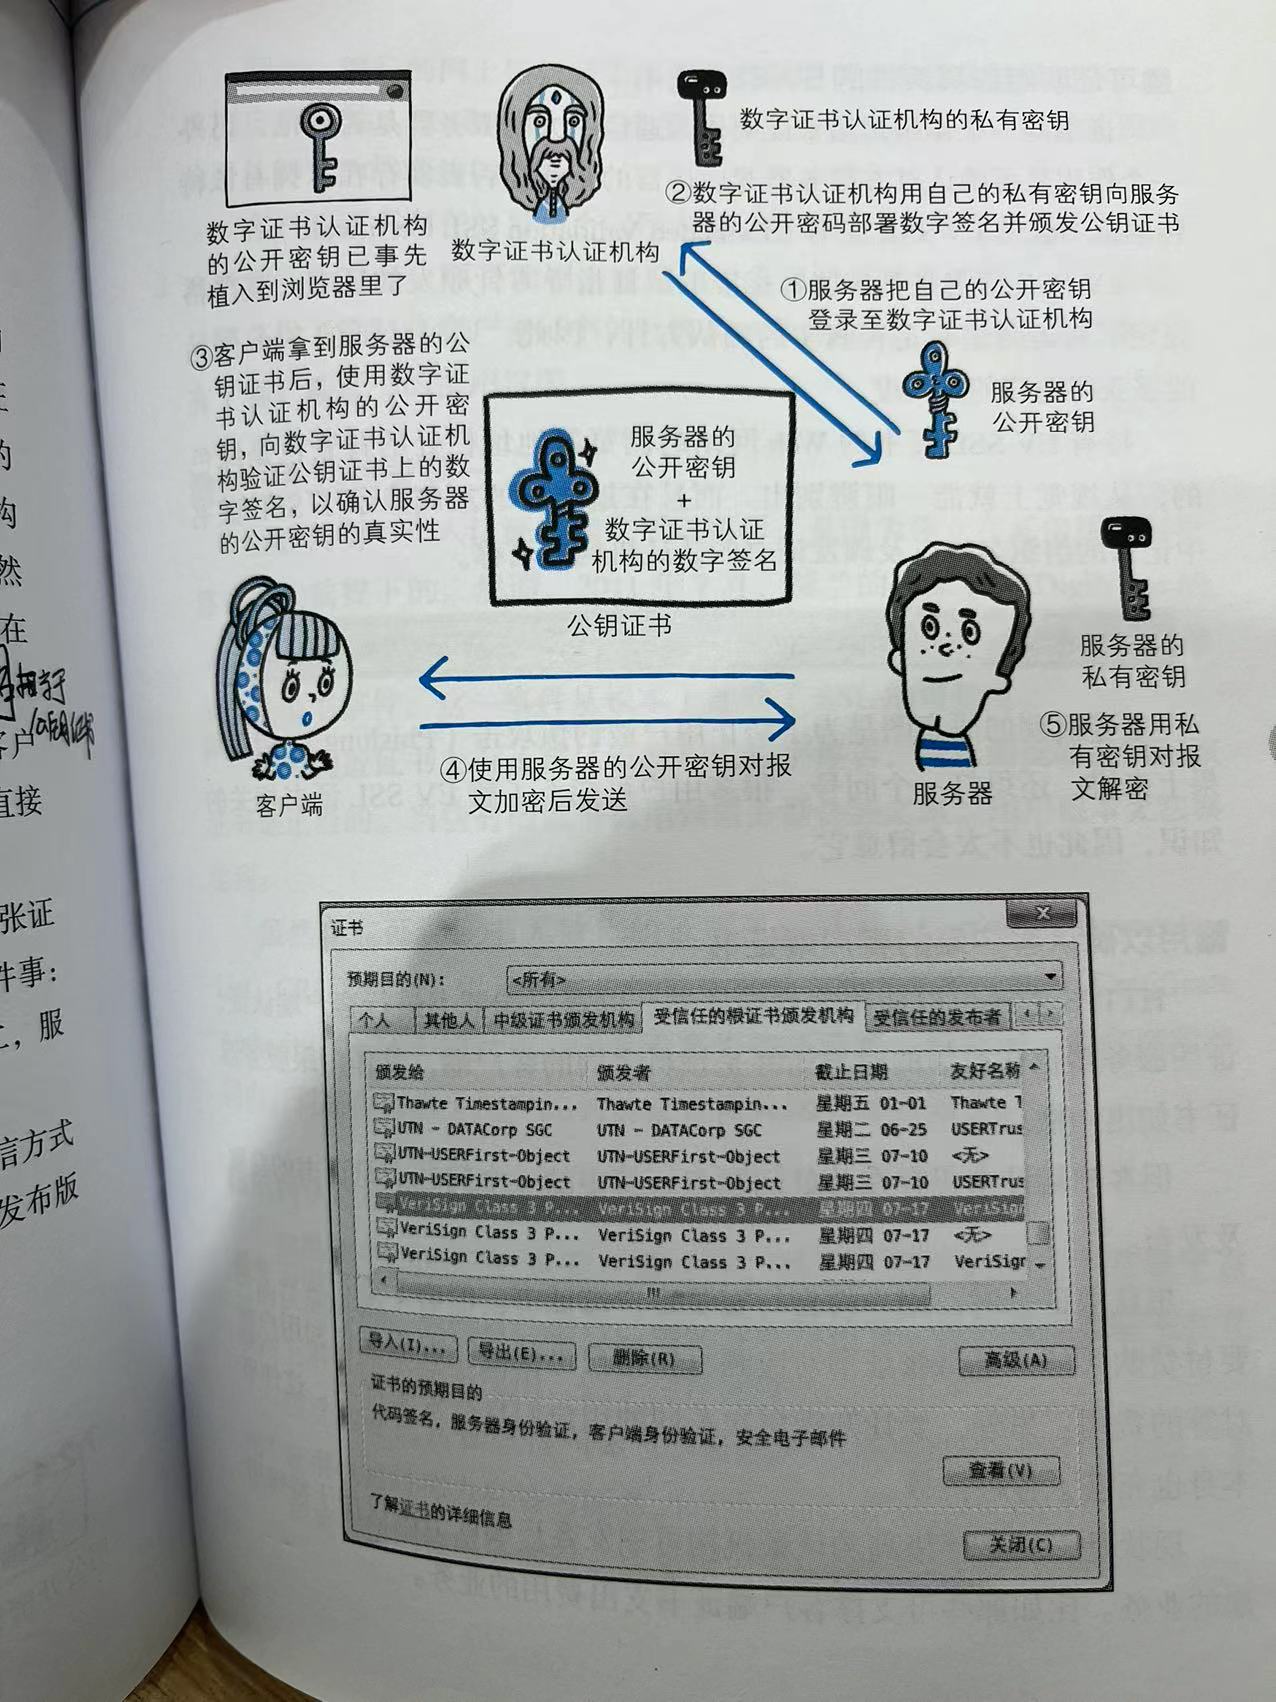 数字证书认证机构
的公开密钥已事先
植入到浏览器里了
数字证书认证机构
数字证书认证机构的私有密钥
②数字证书认证机构用自己的私有密钥向服务
器的公开密码部署数字签名并颁发公钥证书
①服务器把自己的公开密钥
登录至数字证书认证机构
服务器的
公开密钥
③客户端拿到服务器的公
钥证书后，使用数字证
书认证机构的公开密
钥，向数字证书认证机
构验证公钥证书上的数
字签名，以确认服务器
的公开密钥的真实性
服务器的
公开密钥
+
数字证书认证
机构的数字签名
公钥证书
服务器的
私有密钥
⑤服务器用私
有密钥对报
文解密
④使用服务器的公开密钥对报
文加密后发送
客户端
服务器
证书
预期目的(N)：
<所有>
个人 其他人 中级证书颁发机构 受信任的根证书颁发机构 受信任的发布者
颁发给 颁发者 截止日期 友好名称
Thawte Timestampin... Thawte Timestampin... 星期五 01-01 Thawte T
UTN - DATACorp SGC UTN - DATACorp SGC 星期二 06-25 USERTrus
UTN-USERFirst-Object UTN-USERFirst-Object 星期三 07-10 <无>
UTN-USERFirst-Object UTN-USERFirst-Object 星期三 07-10 USERTrus
VeriSign Class 3 P... VeriSign Class 3 P... 星期四 07-17 VeriSign
VeriSign Class 3 P... VeriSign Class 3 P... 星期四 07-17 <无>
VeriSign Class 3 P... VeriSign Class 3 P... 星期四 07-17 VeriSign
导入(I)... 导出(E)... 删除(R) 高级(A)
证书的预期目的
代码签名，服务器身份验证，客户端身份验证，安全电子邮件
查看(V)
了解证书的详细信息
关闭(C)
的
构
然
在
客户
直接
张证
件事：
上，服
信方式
发布版